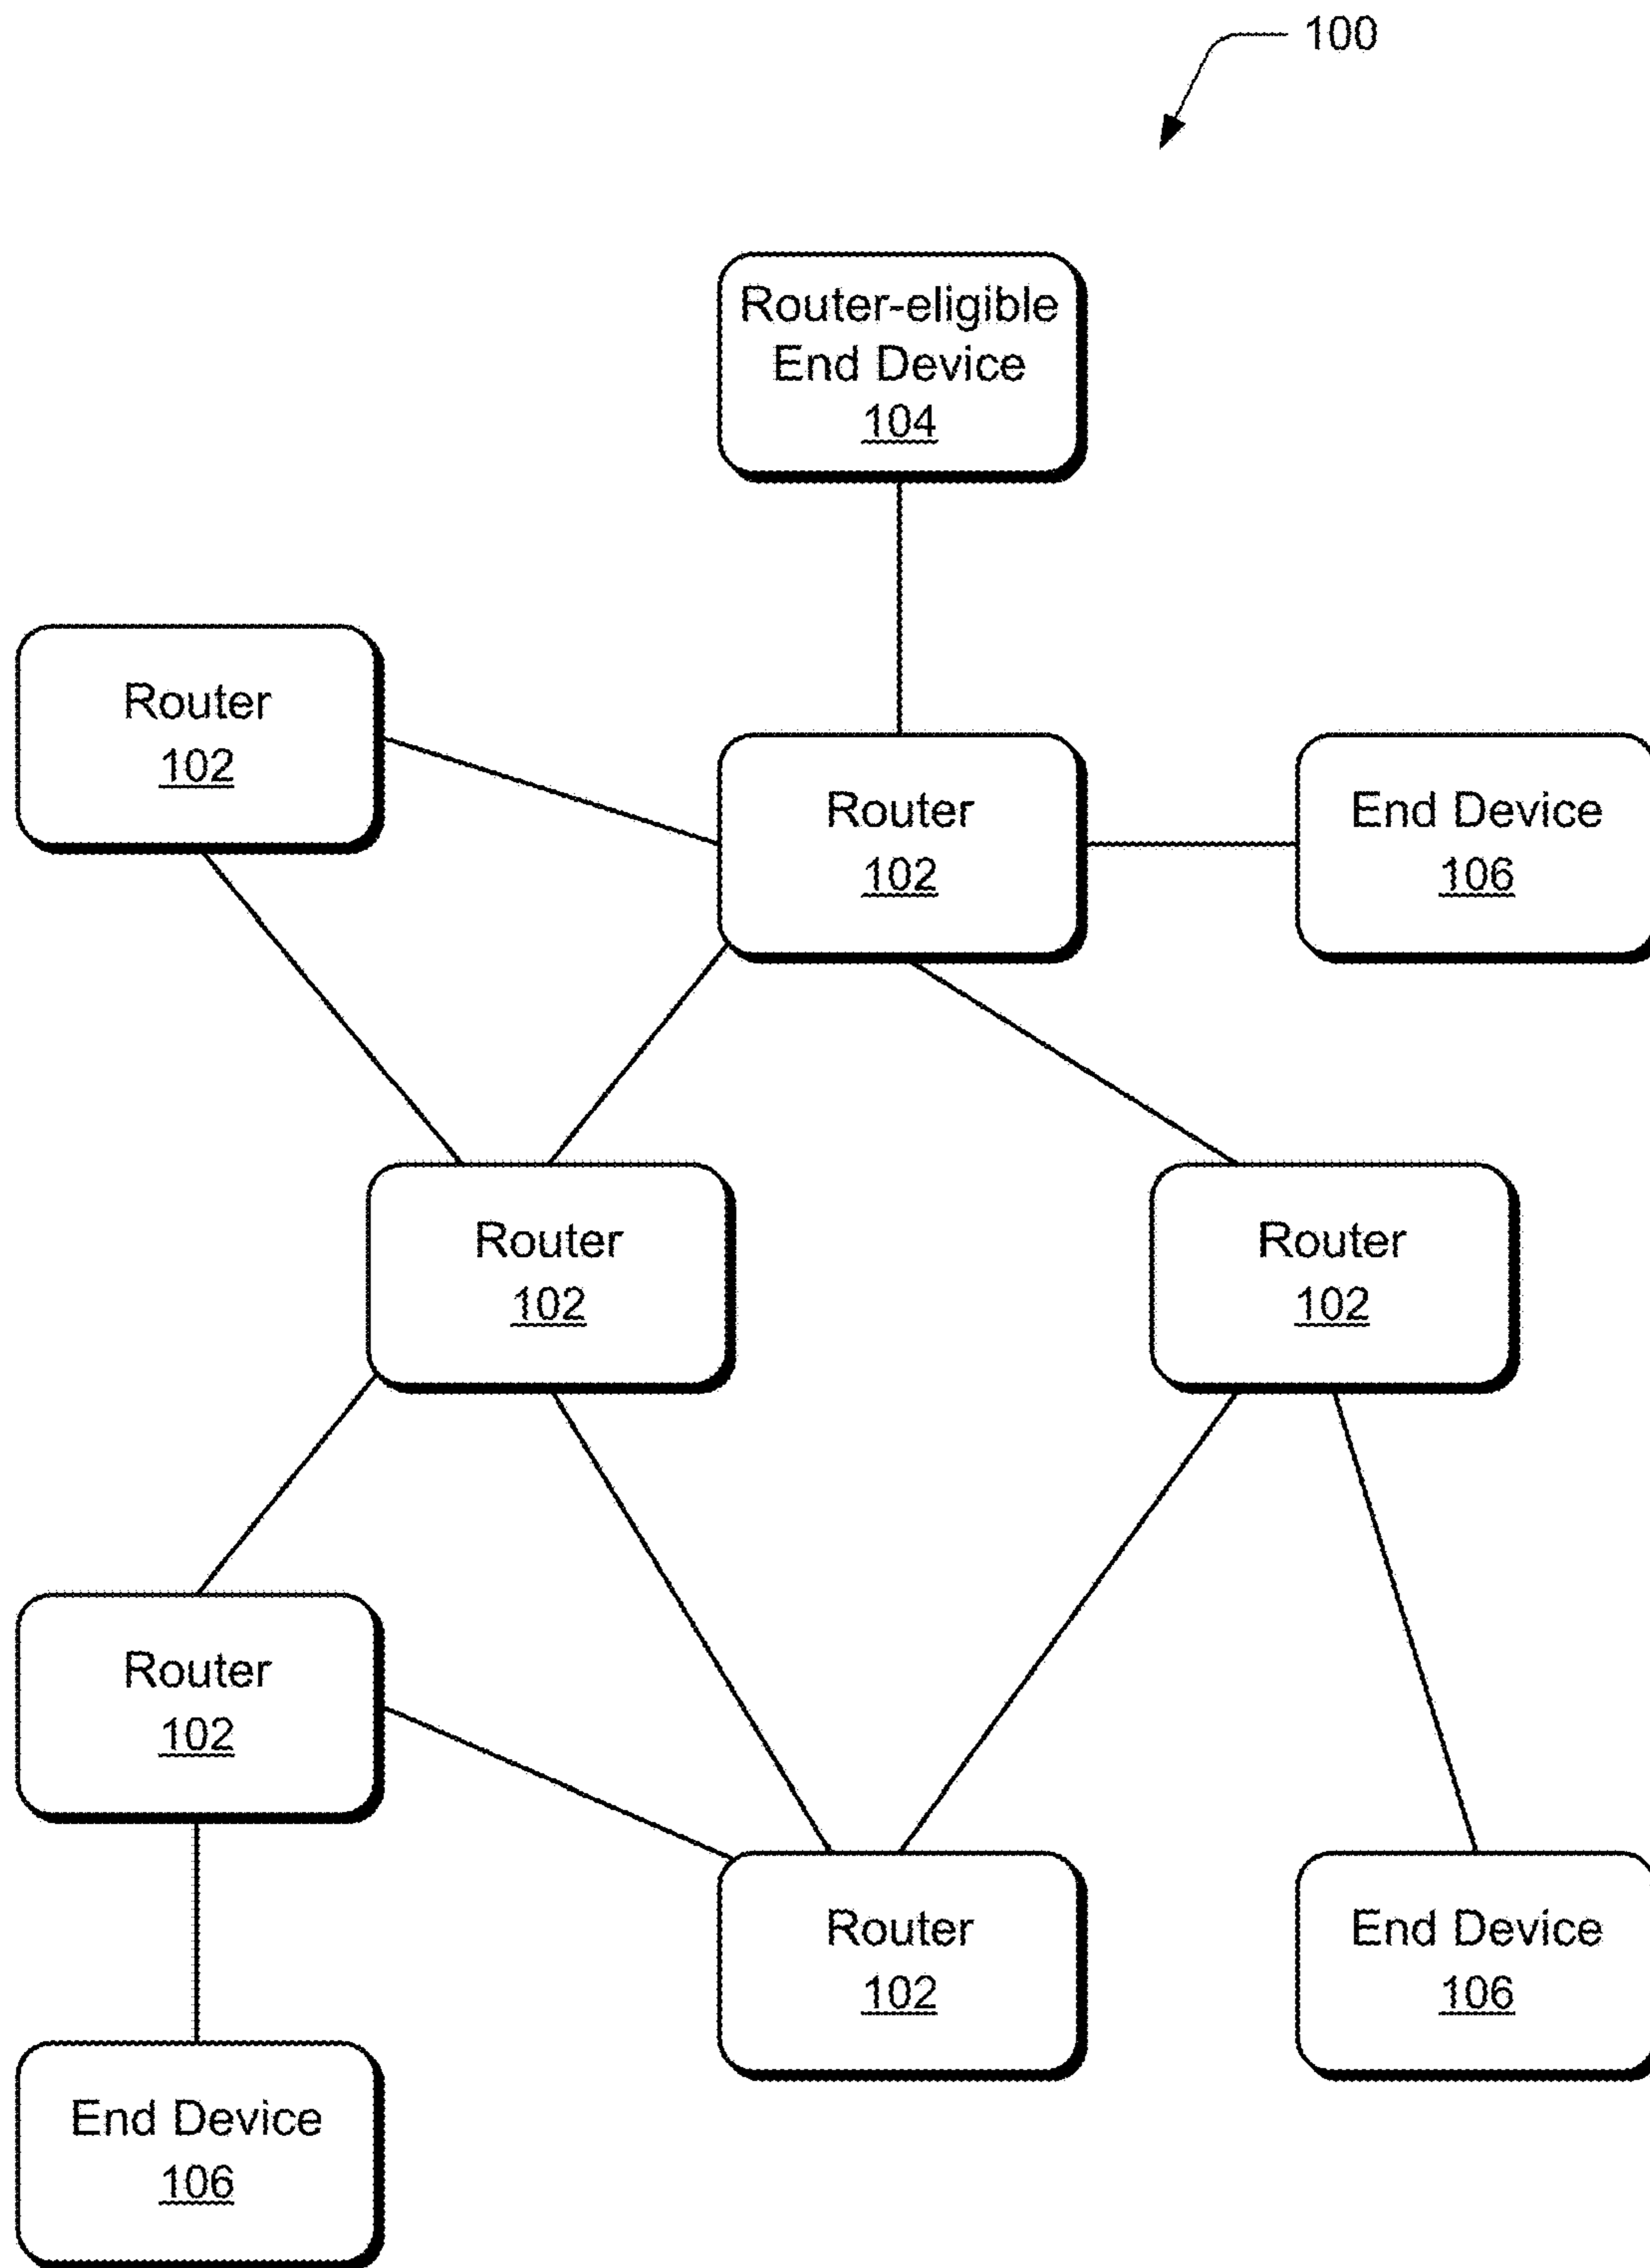 100
Router-eligible
End Device
104
Router
102
Router
102
End Device
106
Router
102
Router
102
Router
102
Router
102
End Device
106
End Device
106